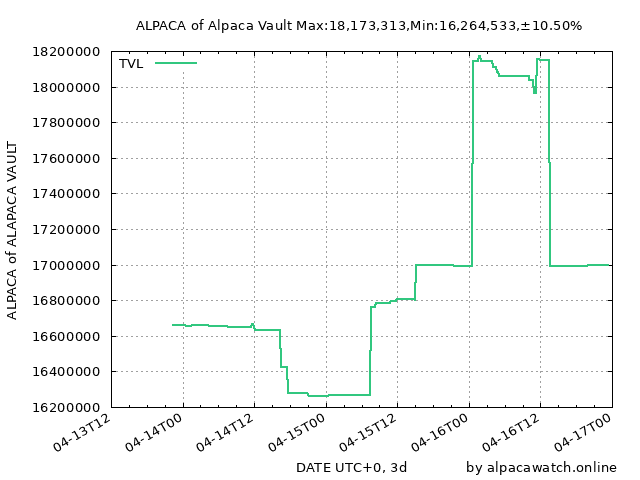 ALPACA of Alpaca Vault Max:18,173,313,Min:16,264,533,±10.50%
TVL
18200000
18000000
17800000
17600000
17400000
17200000
17000000
16800000
16600000
16400000
16200000
ALPACA of ALAPACA VAULT
04-13T12
04-14T00
04-14T12
04-15T00
04-15T12
04-16T00
04-16T12
04-17T00
DATE UTC+0, 3d
by alpacawatch.online